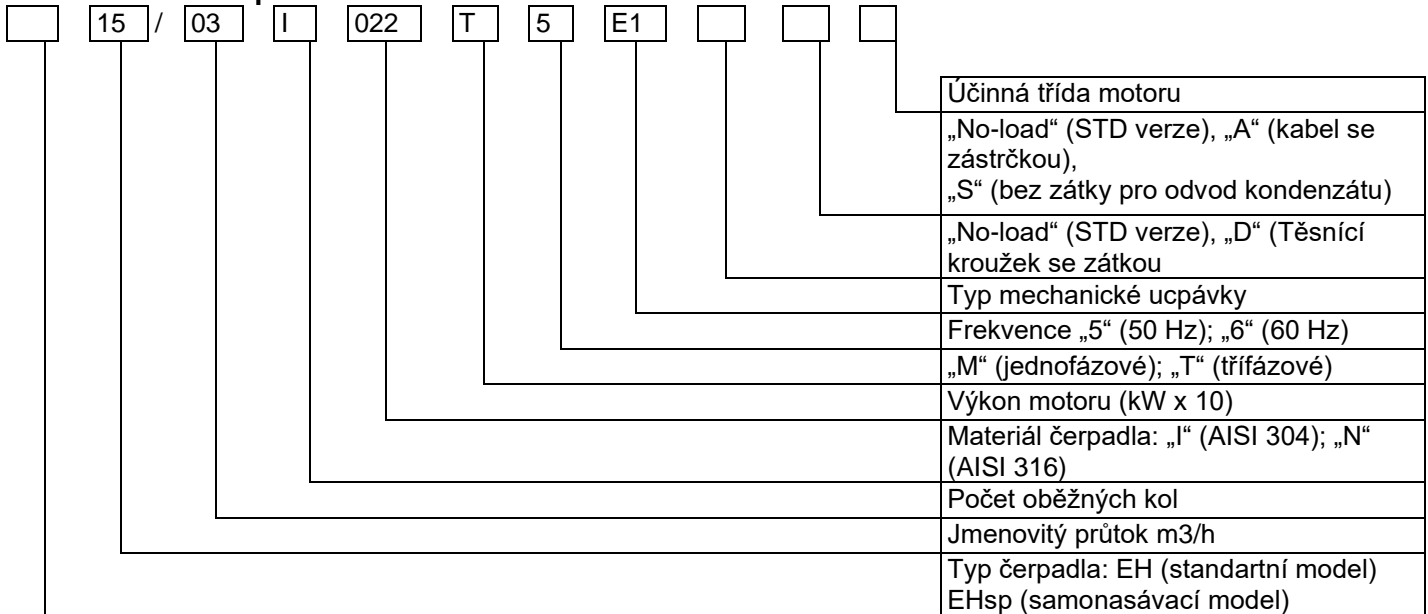 15 / 03 I 022 T 5 E1
Účinná třída motoru
„No-load“ (STD verze), „A“ (kabel se
zástrčkou),
„S“ (bez zátky pro odvod kondenzátu)
„No-load“ (STD verze), „D“ (Těsnící
kroužek se zátkou
Typ mechanické ucpávky
Frekvence „5“ (50 Hz); „6“ (60 Hz)
„M“ (jednofázové); „T“ (třífázové)
Výkon motoru (kW x 10)
Materiál čerpadla: „I“ (AISI 304); „N“
(AISI 316)
Počet oběžných kol
Jmenovitý průtok m3/h
Typ čerpadla: EH (standartní model)
EHsp (samonasávací model)